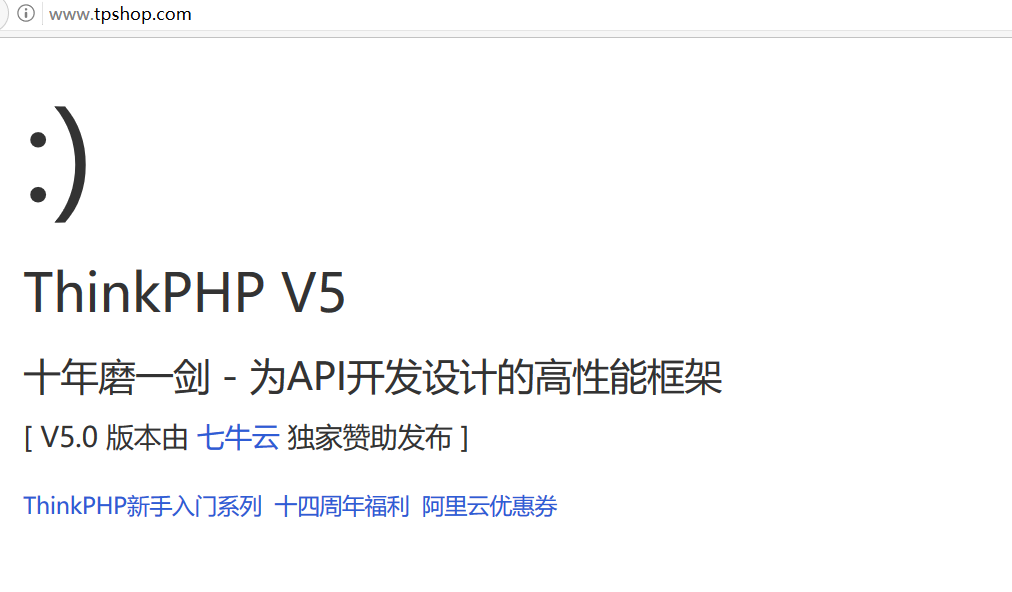 www.tpshop.com
:)
ThinkPHP V5
十年磨一剑 - 为API开发设计的高性能框架
[ V5.0 版本由 七牛云 独家赞助发布 ]
ThinkPHP新手入门系列 十四周年福利 阿里云优惠券